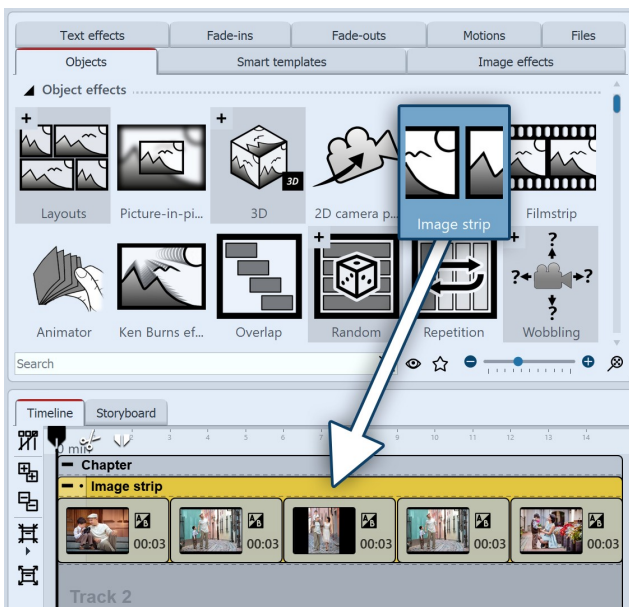 Text effects Fade-ins Fade-outs Motions Files
Objects Smart templates Image effects
Object effects
+ +
3D
Layouts Picture-in-pi... 3D 2D camera p... Image strip Filmstrip
+ + ?
? ?
?
Animator Ken Burns ef... Overlap Random Repetition Wobbling
Search
Timeline Storyboard
0 min 2 3 4 5 6 7 9 10 11 12 13 14
Chapter
Image strip
A B 00:03 A B 00:03 A B 00:03 A B 00:03 A B 00:03
Track 2